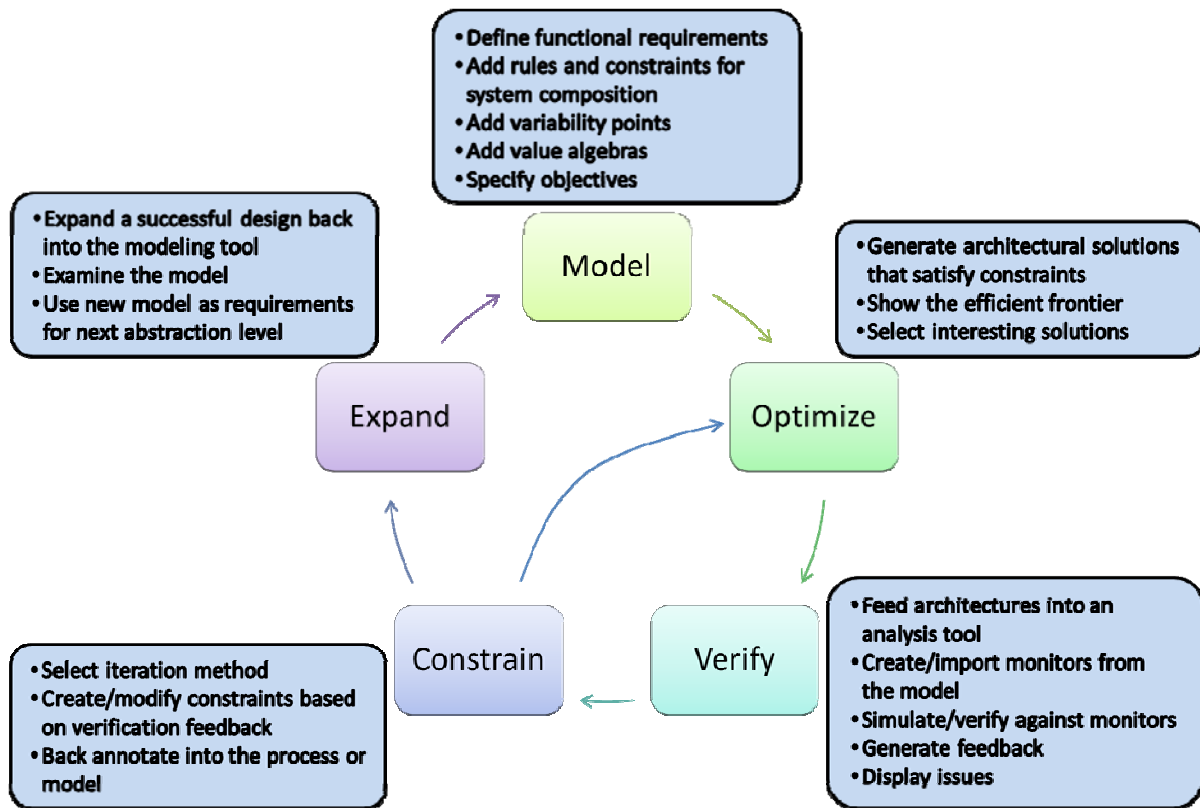 • Define functional requirements
• Add rules and constraints for
system composition
• Add variability points
• Add value algebras
• Specify objectives
• Expand a successful design back
into the modeling tool
• Examine the model
• Use new model as requirements
for next abstraction level
Model
• Generate architectural solutions
that satisfy constraints
• Show the efficient frontier
• Select interesting solutions
Expand
Optimize
Constrain
Verify
• Select iteration method
• Create/modify constraints based
on verification feedback
• Back annotate into the process or
model
• Feed architectures into an
analysis tool
• Create/import monitors from
the model
• Simulate/verify against monitors
• Generate feedback
• Display issues